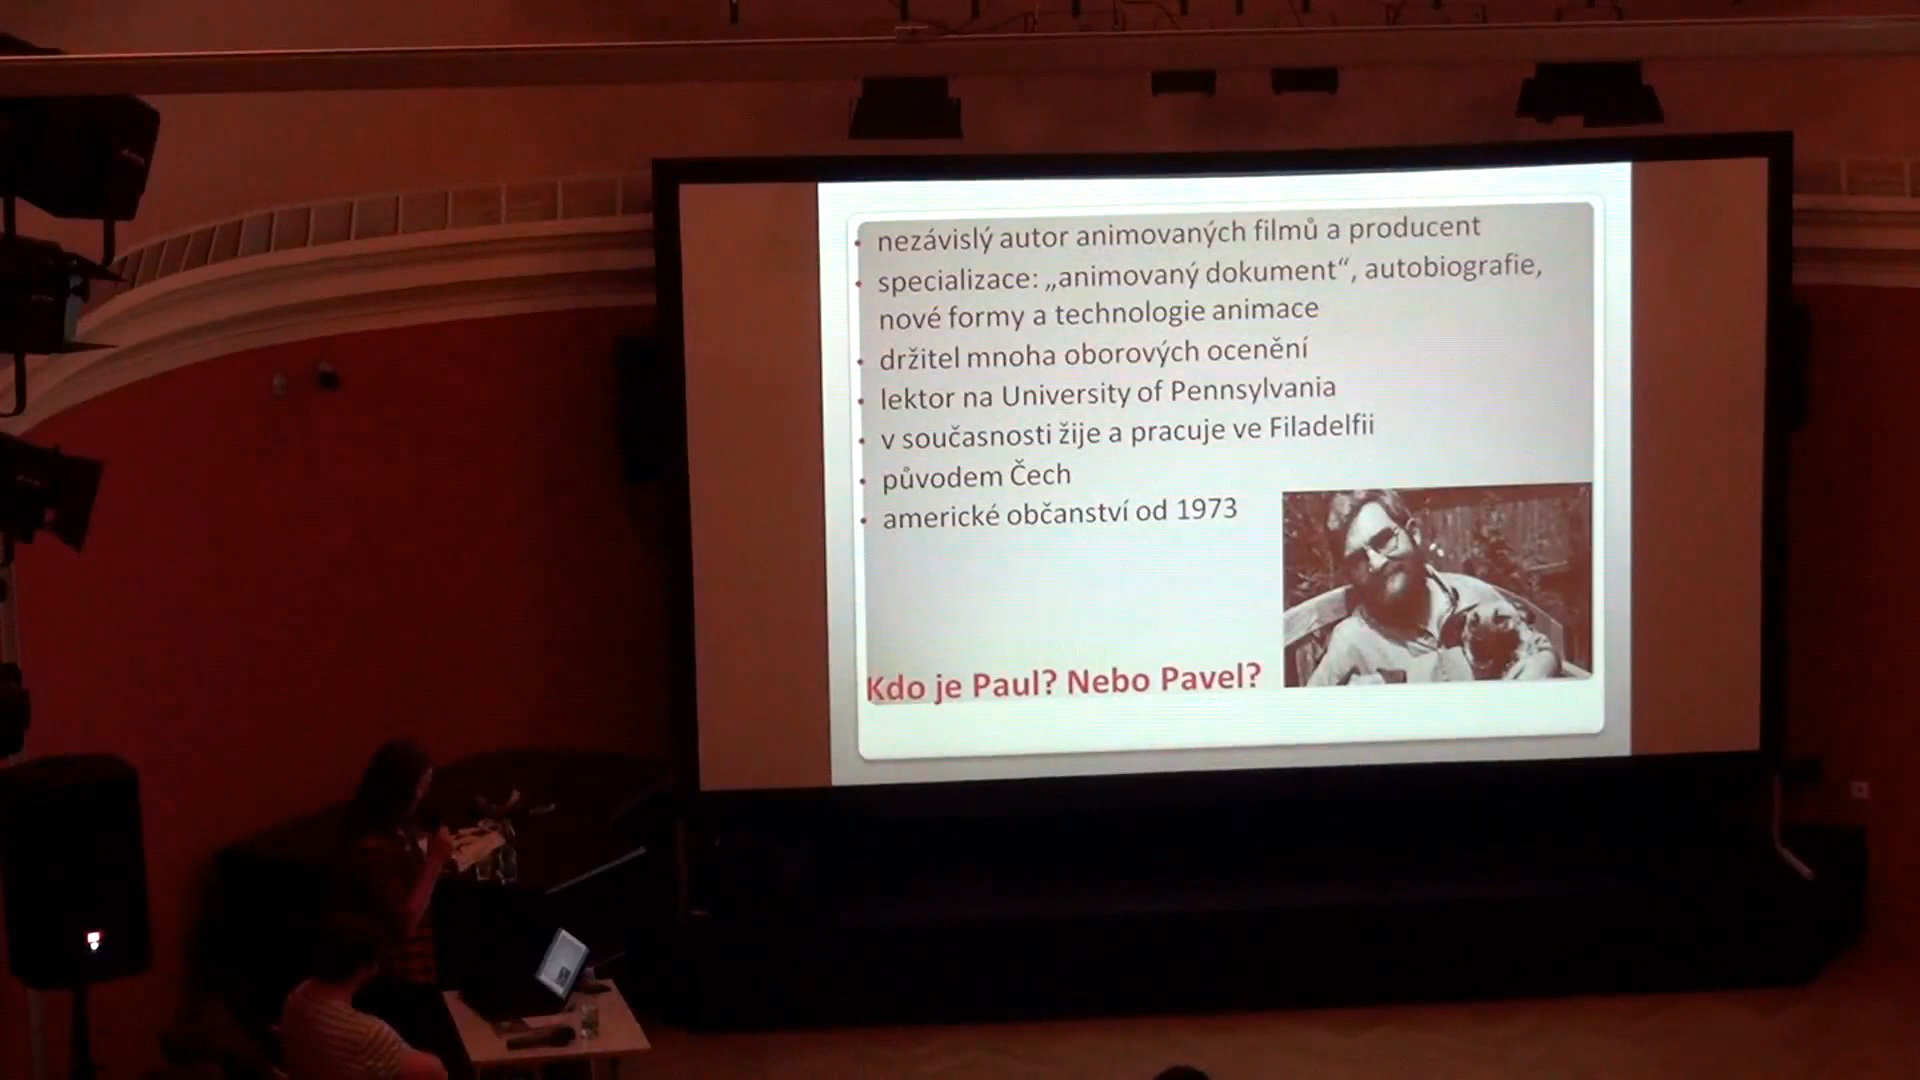 nezávislý autor animovaných filmů a producent
specializace: „animovaný dokument“, autobiografie,
nové formy a technologie animace
držitel mnoha oborových ocenění
lektor na University of Pennsylvania
v současnosti žije a pracuje ve Filadelfii
původem Čech
americké občanství od 1973
Kdo je Paul? Nebo Pavel?